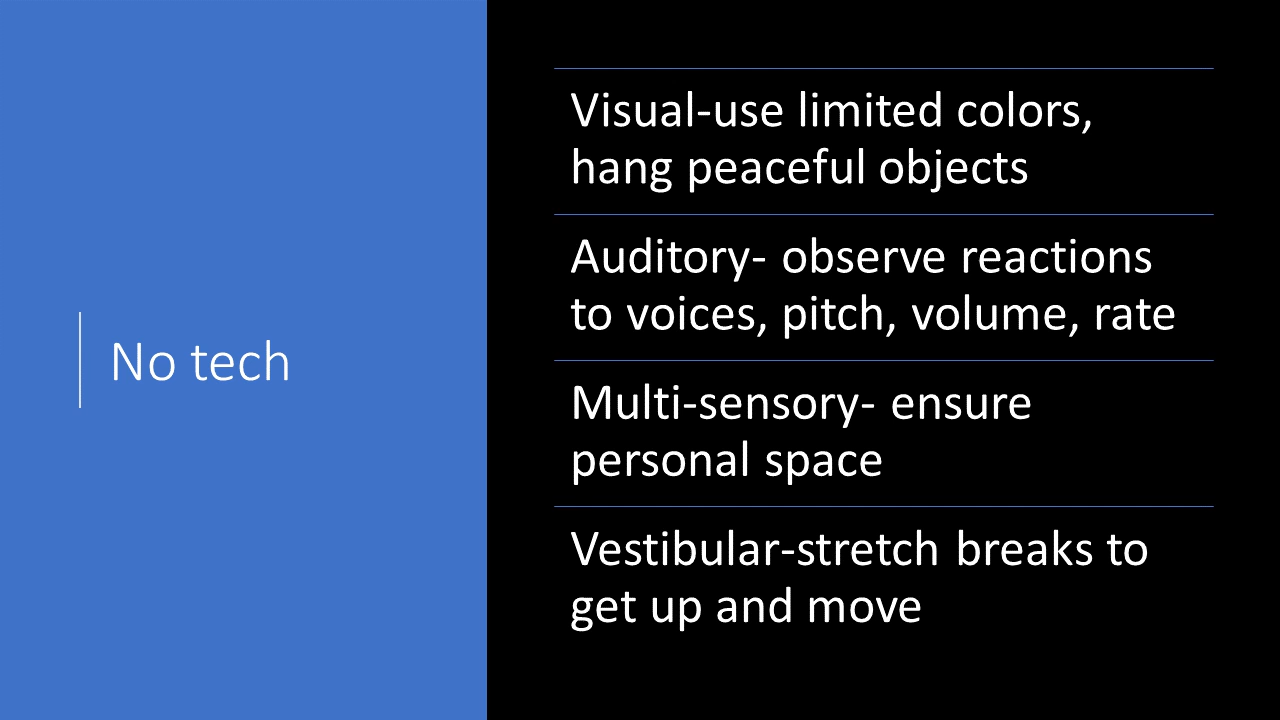 No tech
Visual-use limited colors,
hang peaceful objects
Auditory- observe reactions
to voices, pitch, volume, rate
Multi-sensory- ensure
personal space
Vestibular-stretch breaks to
get up and move